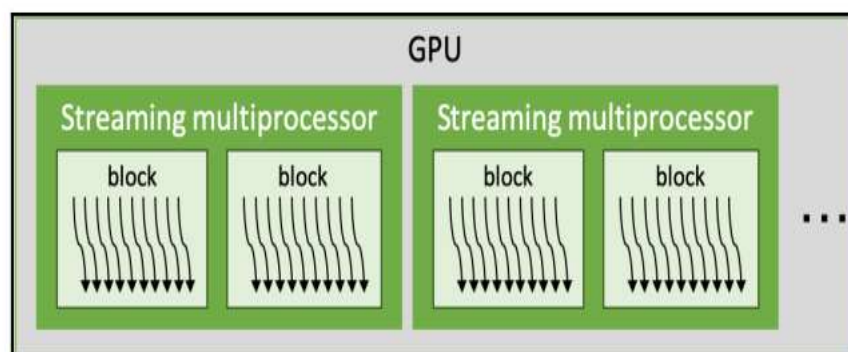 GPU
Streaming multiprocessor Streaming multiprocessor
block block block block
...